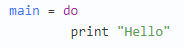 main = do
print "Hello"